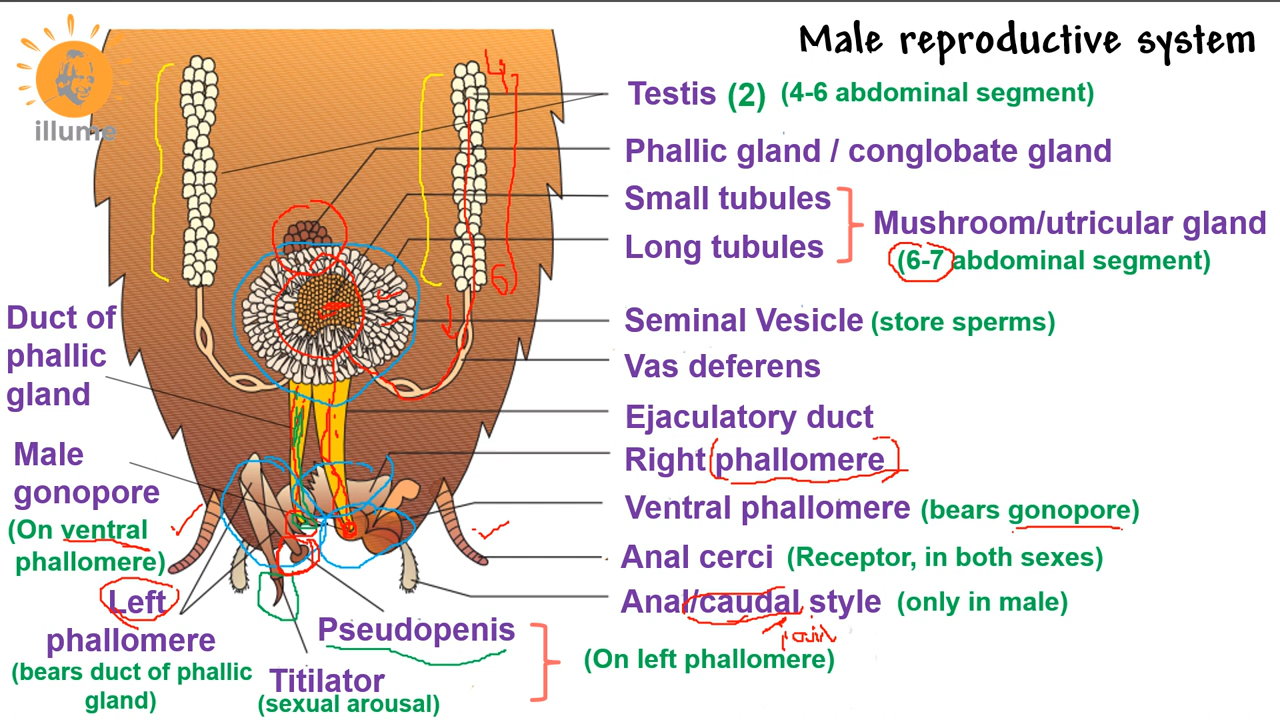 illume
Male reproductive system
Testis (2) (4-6 abdominal segment)
Phallic gland / conglobate gland
Small tubules
Long tubules
Mushroom/utricular gland
(6-7 abdominal segment)
Seminal Vesicle (store sperms)
Vas deferens
Ejaculatory duct
Right phallomere
Ventral phallomere (bears gonopore)
Anal cerci (Receptor, in both sexes)
Anal/caudal style (only in male)
Duct of
phallic
gland
Male
gonopore
(On ventral
phallomere)
Left
phallomere
(bears duct of phallic
gland)
Pseudopenis
Titilator
(sexual arousal)
(On left phallomere)
4
6